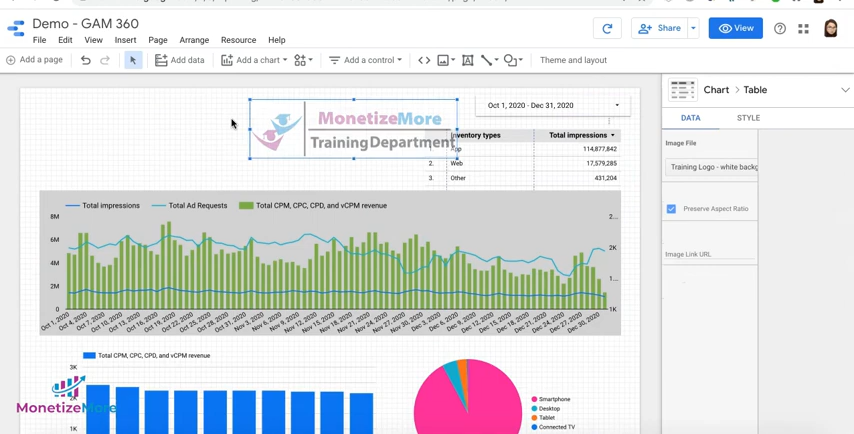 Demo - GAM 360
File Edit View Insert Page Arrange Resource Help
Share
View
Add a page
Add data
Add a chart
Add a control
Theme and layout
MonetizeMore
Training Department
Oct 1, 2020 - Dec 31, 2020
Inventory types Total impressions
App 114,877,842
2. Web 17,579,285
3. Other 431,204
Chart > Table
DATA STYLE
Image File
Training Logo - white backg
Preserve Aspect Ratio
Image Link URL
Total impressions Total Ad Requests Total CPM, CPC, CPD, and vCPM revenue
8M 2...
6M 2K
4M 1...
2M
0 1K
Oct 1, 2020 Oct 4, 2020 Oct 7, 2020 Oct 10, 2020 Oct 13, 2020 Oct 16, 2020 Oct 19, 2020 Oct 22, 2020 Oct 25, 2020 Oct 28, 2020 Oct 31, 2020 Nov 3, 2020 Nov 6, 2020 Nov 9, 2020 Nov 12, 2020 Nov 15, 2020 Nov 18, 2020 Nov 21, 2020 Nov 24, 2020 Nov 27, 2020 Nov 30, 2020 Dec 3, 2020 Dec 6, 2020 Dec 9, 2020 Dec 12, 2020 Dec 15, 2020 Dec 18, 2020 Dec 21, 2020 Dec 24, 2020 Dec 27, 2020 Dec 30, 2020
Total CPM, CPC, CPD, and vCPM revenue
3K
2K
1K
MonetizeMore
Smartphone
Desktop
Tablet
Connected TV